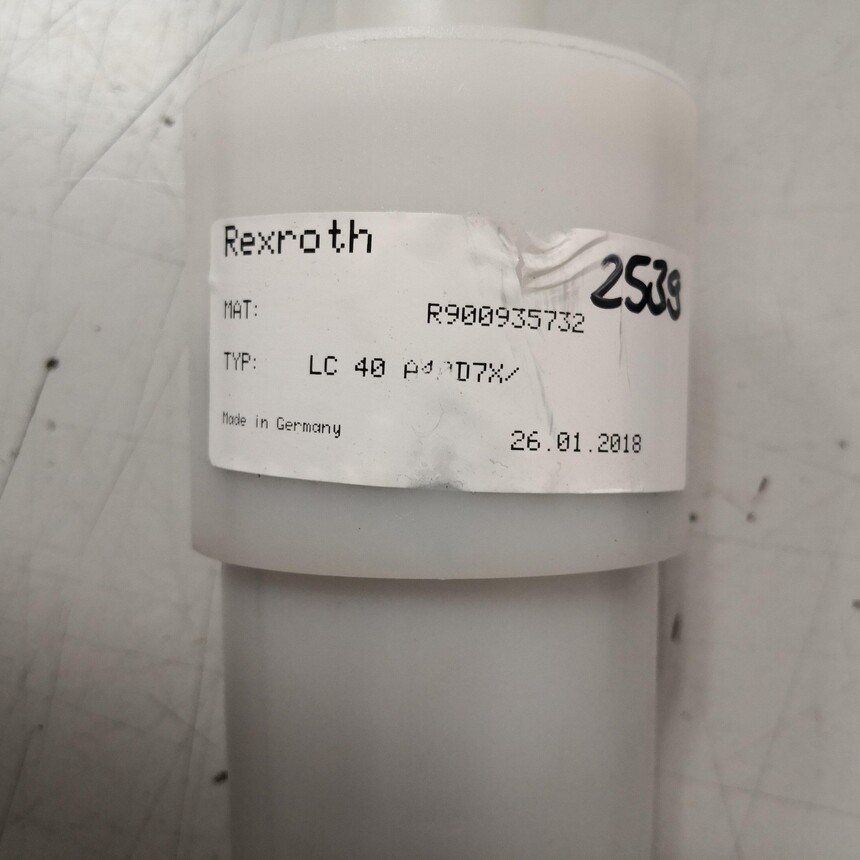 Rexroth
2539
MAT: R900935732
TYP: LC 40
Made in Germany
26.01.2018